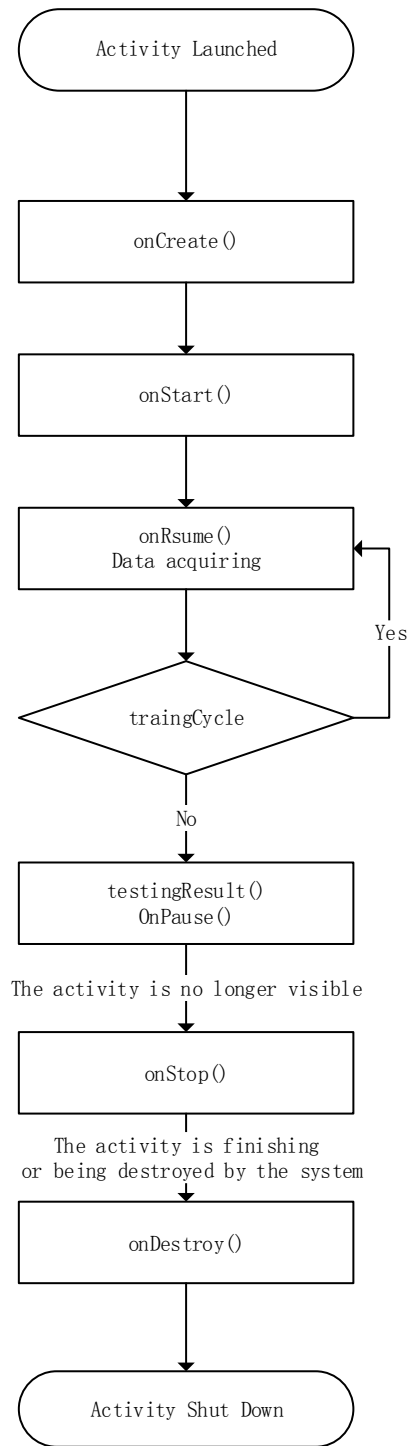 Activity Launched
onCreate()
onStart()
onRsume()
Data acquiring
Yes
traingCycle
No
testingResult()
OnPause()
The activity is no longer visible
onStop()
The activity is finishing
or being destroyed by the system
onDestroy()
Activity Shut Down